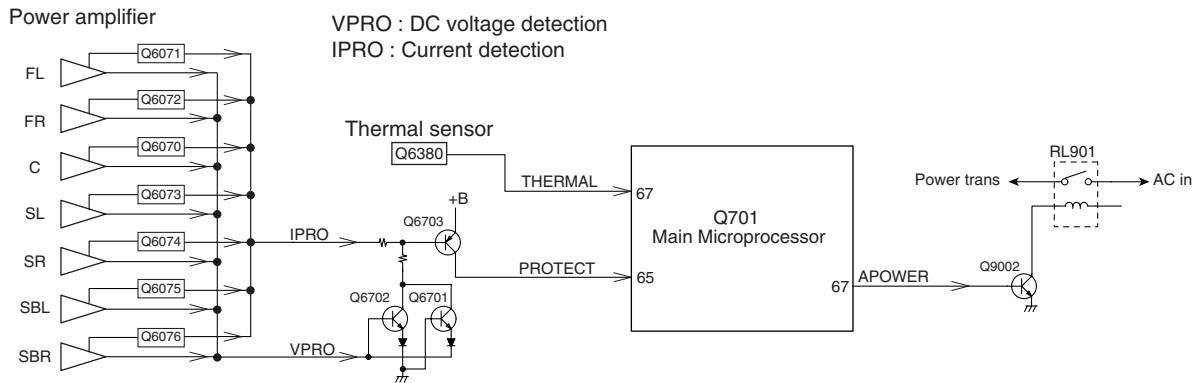 Power amplifier
VPRO : DC voltage detection
IPRO : Current detection
FL
Q6071
FR
Q6072
C
Q6070
SL
Q6073
SR
Q6074
SBL
Q6075
SBR
Q6076
Thermal sensor
Q6380
THERMAL
67
IPRO
Q6703
+B
PROTECT
65
Q6702
Q6701
VPRO
Q701
Main Microprocessor
67
APOWER
Q9002
RL901
Power trans
AC in